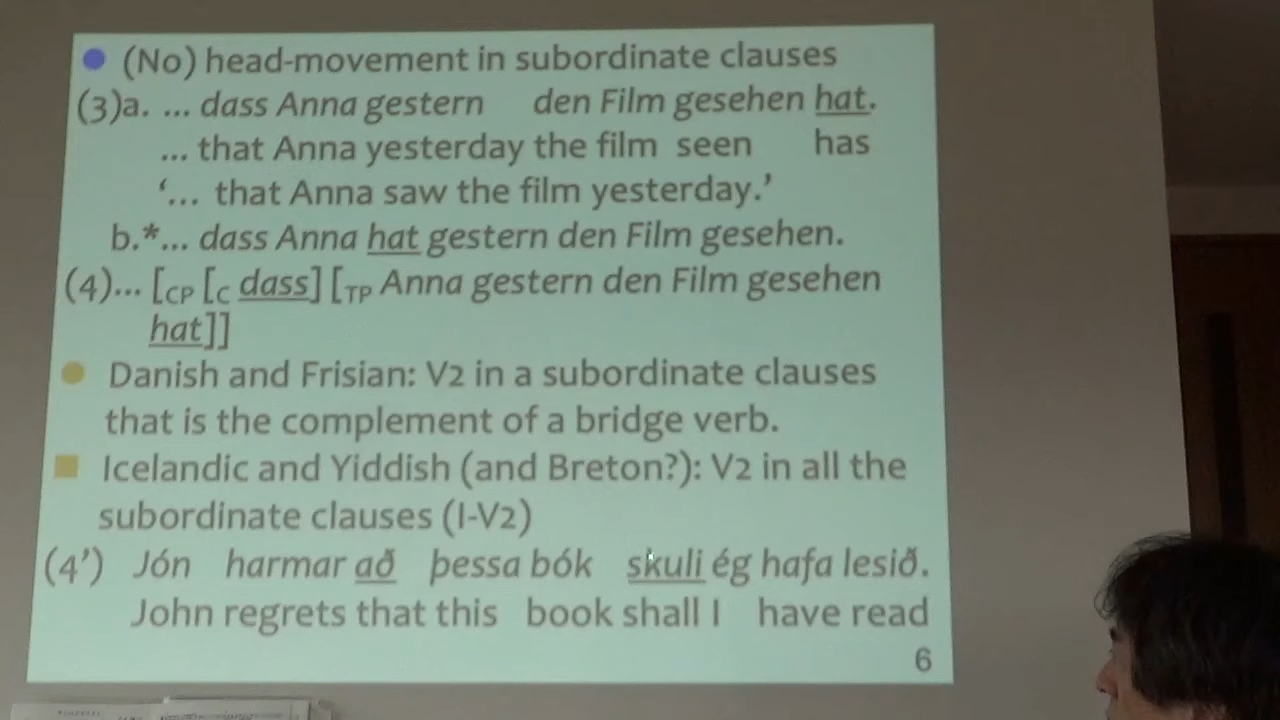 (No) head-movement in subordinate clauses
(3)a. ... dass Anna gestern den Film gesehen hat.
... that Anna yesterday the film seen has
‘... that Anna saw the film yesterday.’
b.*... dass Anna hat gestern den Film gesehen.
(4)... [CP [C dass] [TP Anna gestern den Film gesehen
hat]]
Danish and Frisian: V2 in a subordinate clauses
that is the complement of a bridge verb.
Icelandic and Yiddish (and Breton?): V2 in all the
subordinate clauses (I-V2)
(4’) Jón harmar að þessa bók skuli ég hafa lesið.
John regrets that this book shall I have read
6